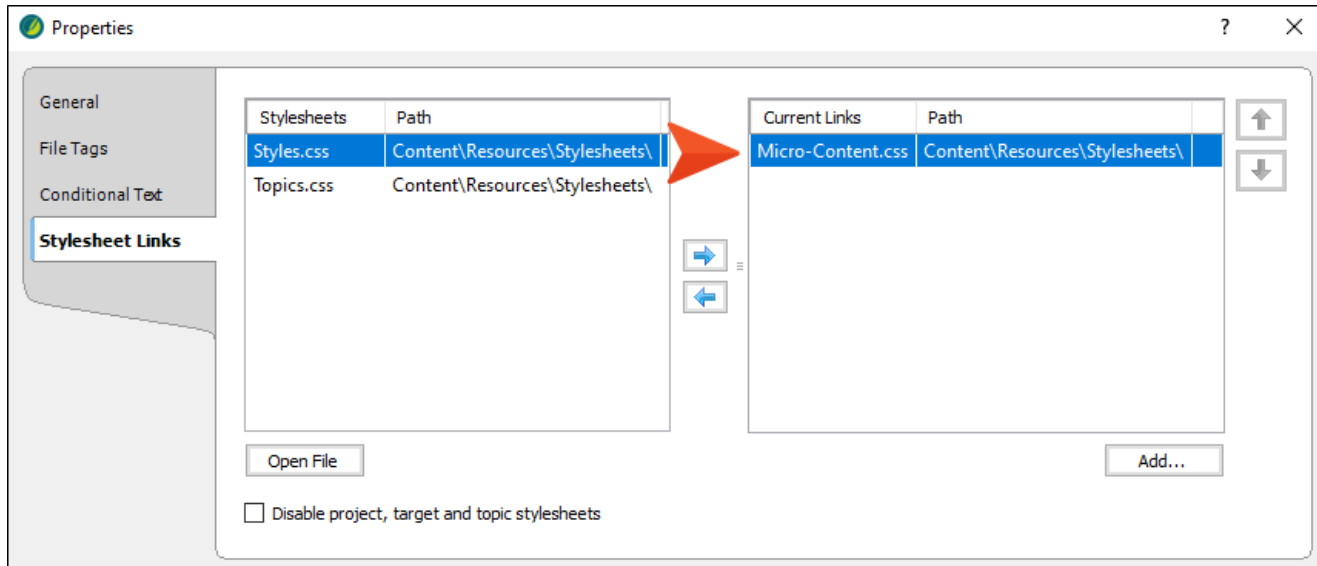 Properties
?
General
File Tags
Conditional Text
Stylesheet Links
Stylesheets Path
Styles.css Content\Resources\Stylesheets\
Topics.css Content\Resources\Stylesheets\
Current Links Path
Micro-Content.css Content\Resources\Stylesheets\
Open File
Add...
Disable project, target and topic stylesheets